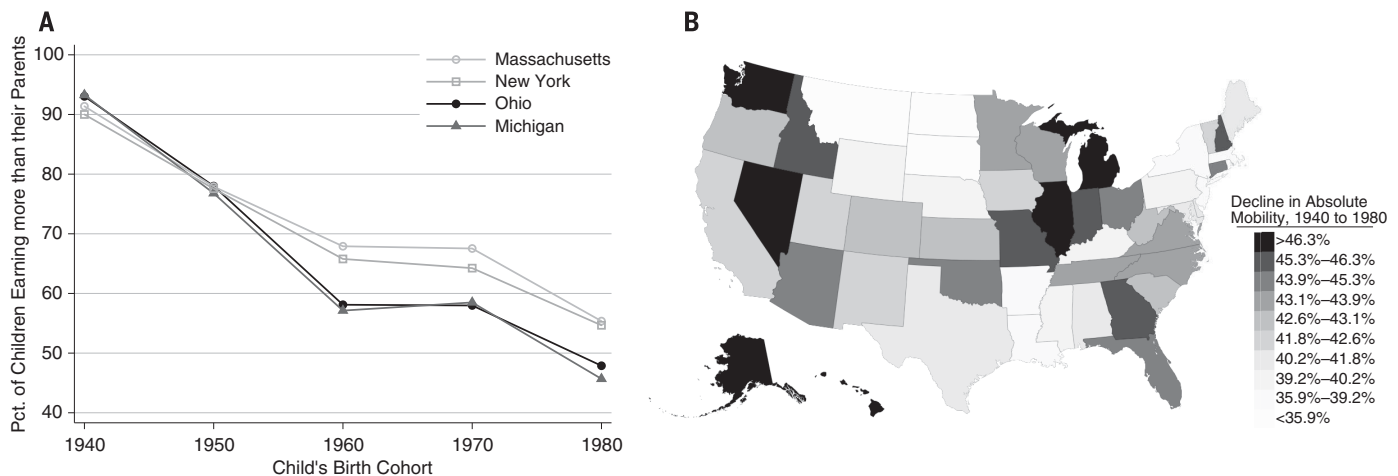 A
Pct. of Children Earning more than their Parents
100
90
80
70
60
50
40
1940
1950
1960
1970
1980
Child's Birth Cohort
Massachusetts
New York
Ohio
Michigan
B
Decline in Absolute
Mobility, 1940 to 1980
>46.3%
45.3%–46.3%
43.9%–45.3%
43.1%–43.9%
42.6%–43.1%
41.8%–42.6%
40.2%–41.8%
39.2%–40.2%
35.9%–39.2%
<35.9%